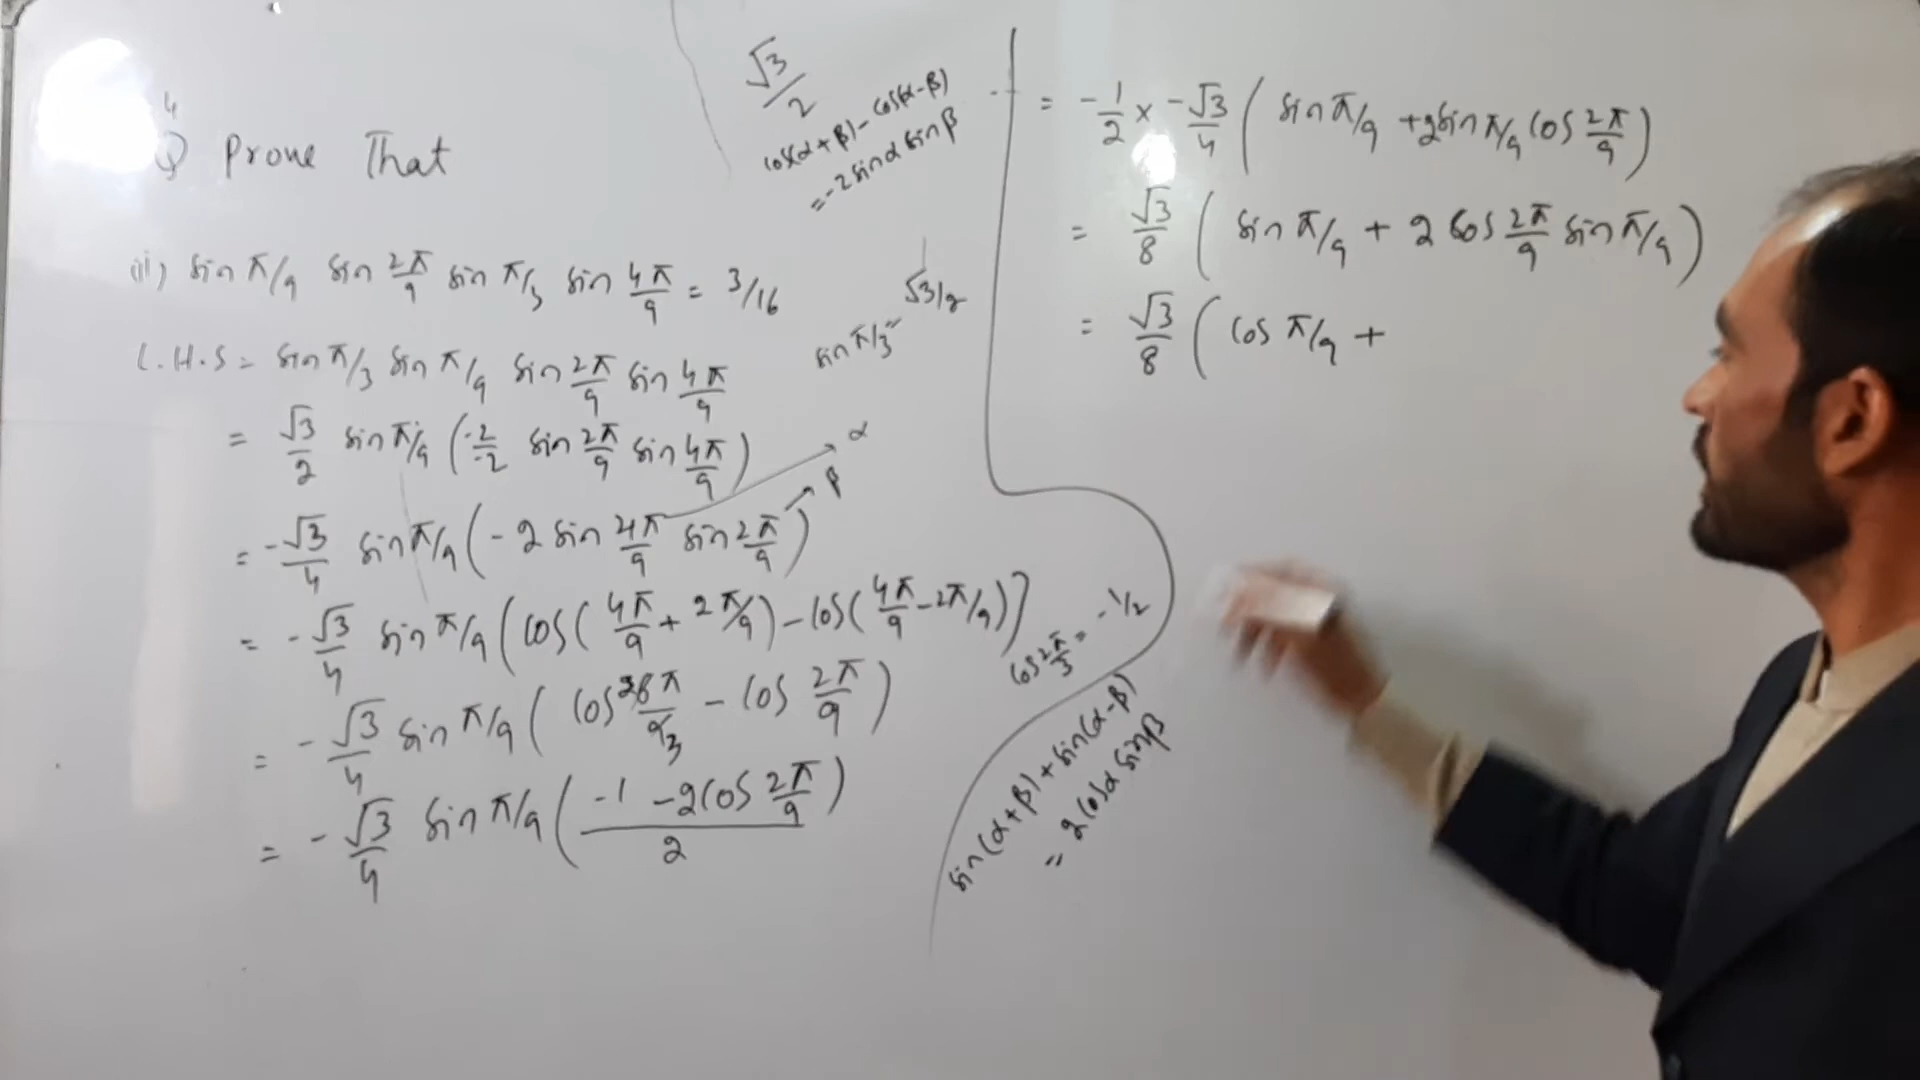 4
Q Prove That
√3/2
cos(α+β) - cos(α-β)
= -2 sinα sinβ
iii) sin π/9 sin 2π/9 sin π/3 sin 4π/9 = 3/16
sin π/3 = √3/2
L.H.S = sin π/3 sin π/9 sin 2π/9 sin 4π/9
= √3/2 sin π/9 (-2/-2 sin 2π/9 sin 4π/9)
α
β
= -√3/4 sin π/9 (-2 sin 4π/9 sin 2π/9)
= -√3/4 sin π/9 (cos(4π/9 + 2π/9) - cos(4π/9 - 2π/9)]
= -√3/4 sin π/9 (cos 26π/93 - cos 2π/9)
= -√3/4 sin π/9 (-1 - 2cos 2π/9 / 2)
cos 2π/3 = -1/2
sin(α+β) + sin(α-β)
= 2 cosα sinβ
= -1/2 × -√3/4 ( sin π/9 + 2sin π/9 cos 2π/9 )
= √3/8 ( sin π/9 + 2 cos 2π/9 sin π/9 )
= √3/8 ( cos π/9 +